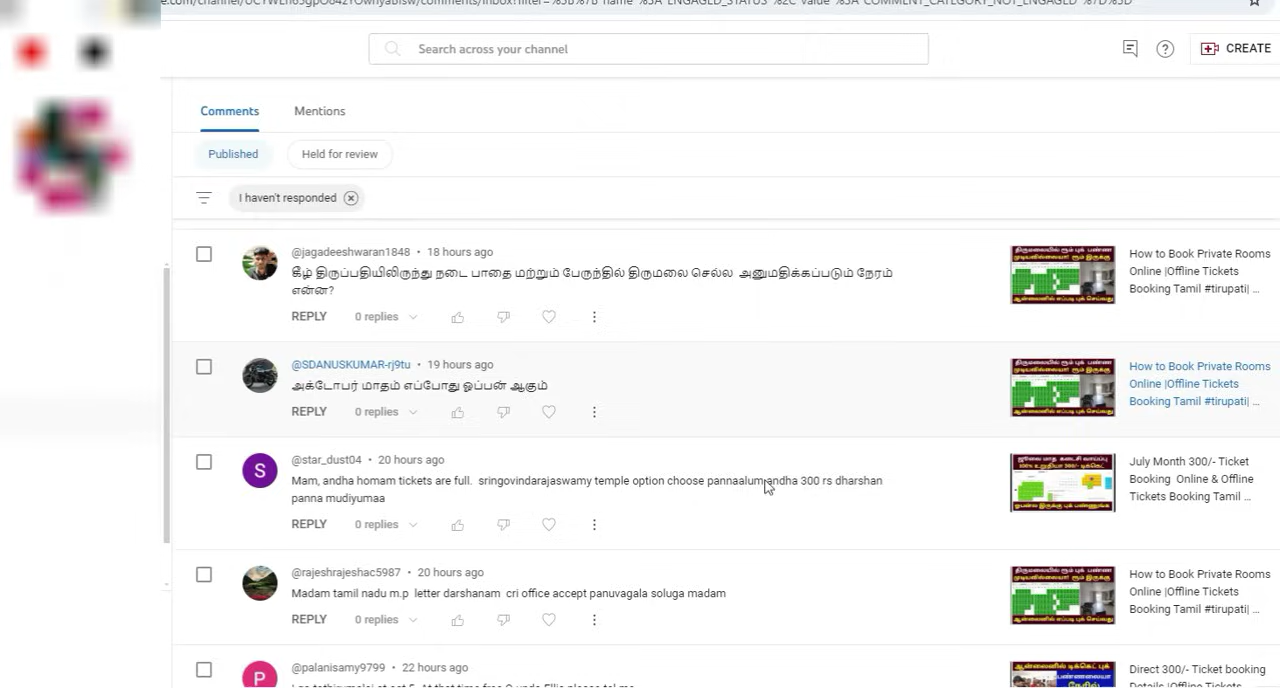 Search across your channel
CREATE
Comments
Mentions
Published
Held for review
I haven't responded
@jagadeeshwaran1848 • 18 hours ago
கீழ் திருப்பதியிலிருந்து நடை பாதை மற்றும் பேருந்தில் திருமலை செல்ல அனுமதிக்கப்படும் நேரம்
என்ன?
REPLY
0 replies
How to Book Private Rooms
Online |Offline Tickets
Booking Tamil #tirupati| ...
@SDANUSKUMAR-rj9tu • 19 hours ago
அக்டோபர் மாதம் எப்போது ஓப்பன் ஆகும்
REPLY
0 replies
How to Book Private Rooms
Online |Offline Tickets
Booking Tamil #tirupati| ...
S
@star_dust04 • 20 hours ago
Mam, andha homam tickets are full. sringovindarajaswamy temple option choose pannaalum andha 300 rs dharshan
panna mudiyumaa
REPLY
0 replies
July Month 300/- Ticket
Booking Online & Offline
Tickets Booking Tamil ...
@rajeshrajeshac5987 • 20 hours ago
Madam tamil nadu m.p letter darshanam cri office accept panuvagala soluga madam
REPLY
0 replies
How to Book Private Rooms
Online |Offline Tickets
Booking Tamil #tirupati| ...
P
@palanisamy9799 • 22 hours ago
Direct 300/- Ticket booking